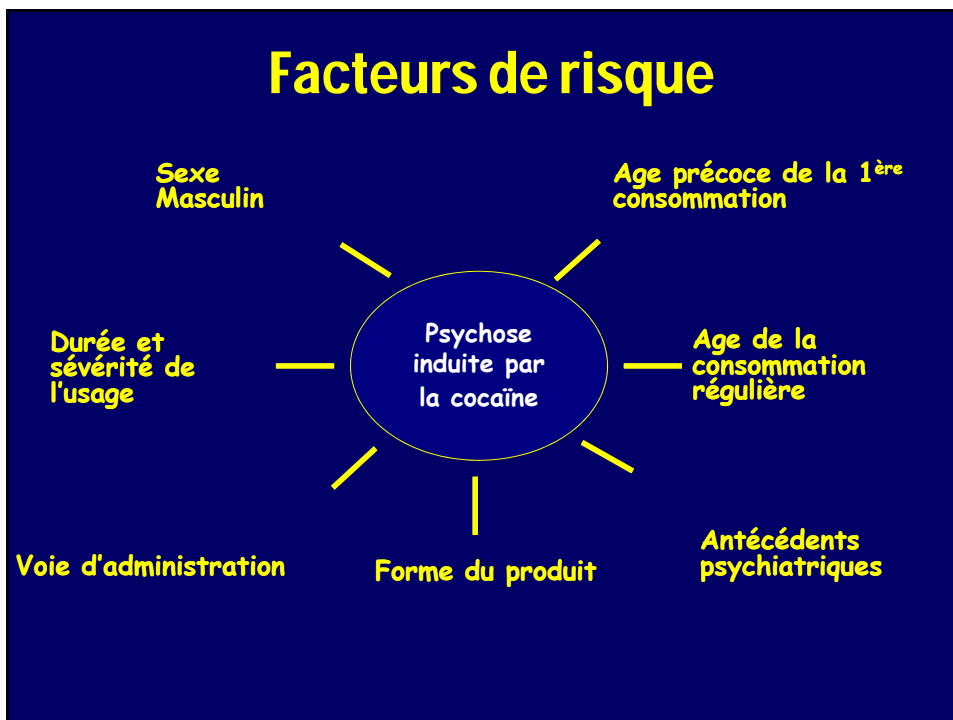 Facteurs de risque
Sexe
Masculin
Age précoce de la 1ère
consommation
Psychose
induite par
la cocaïne
Durée et
sévérité de
l'usage
Age de la
consommation
régulière
Voie d'administration
Forme du produit
Antécédents
psychiatriques